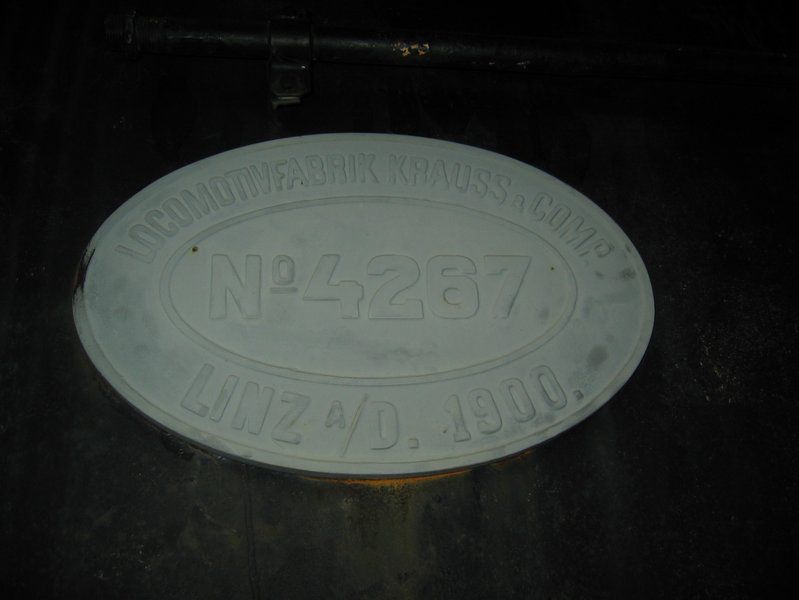 LOCOMOTIVFABRIK KRAUSS & COMP.
Nº 4267
LINZ A/D. 1900.